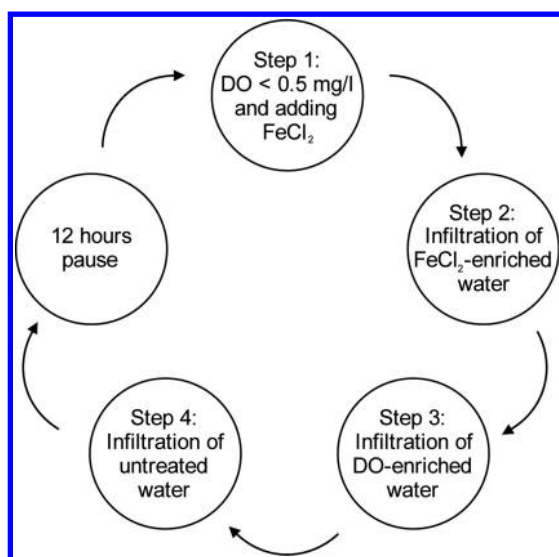 Step 1:
DO < 0.5 mg/l
and adding
FeCl₂
Step 2:
Infiltration of
FeCl₂-enriched
water
Step 3:
Infiltration of
DO-enriched
water
Step 4:
Infiltration of
untreated
water
12 hours
pause